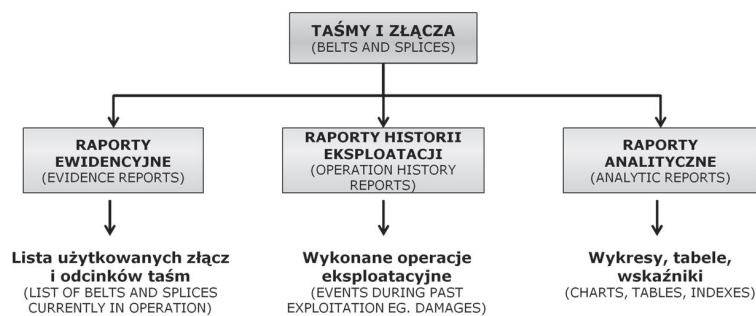 TAŚMY I ZŁĄCZA
(BELTS AND SPLICES)
RAPORTY
EWIDENCYJNE
(EVIDENCE REPORTS)
RAPORTY HISTORII
EKSPLOATACJI
(OPERATION HISTORY
REPORTS)
RAPORTY
ANALITYCZNE
(ANALYTIC REPORTS)
Lista użytkowanych złącz
i odcinków taśm
(LIST OF BELTS AND SPLICES
CURRENTLY IN OPERATION)
Wykonane operacje
eksploatacyjne
(EVENTS DURING PAST
EXPLOITATION EG. DAMAGES)
Wykresy, tabele,
wskaźniki
(CHARTS, TABLES, INDEXES)